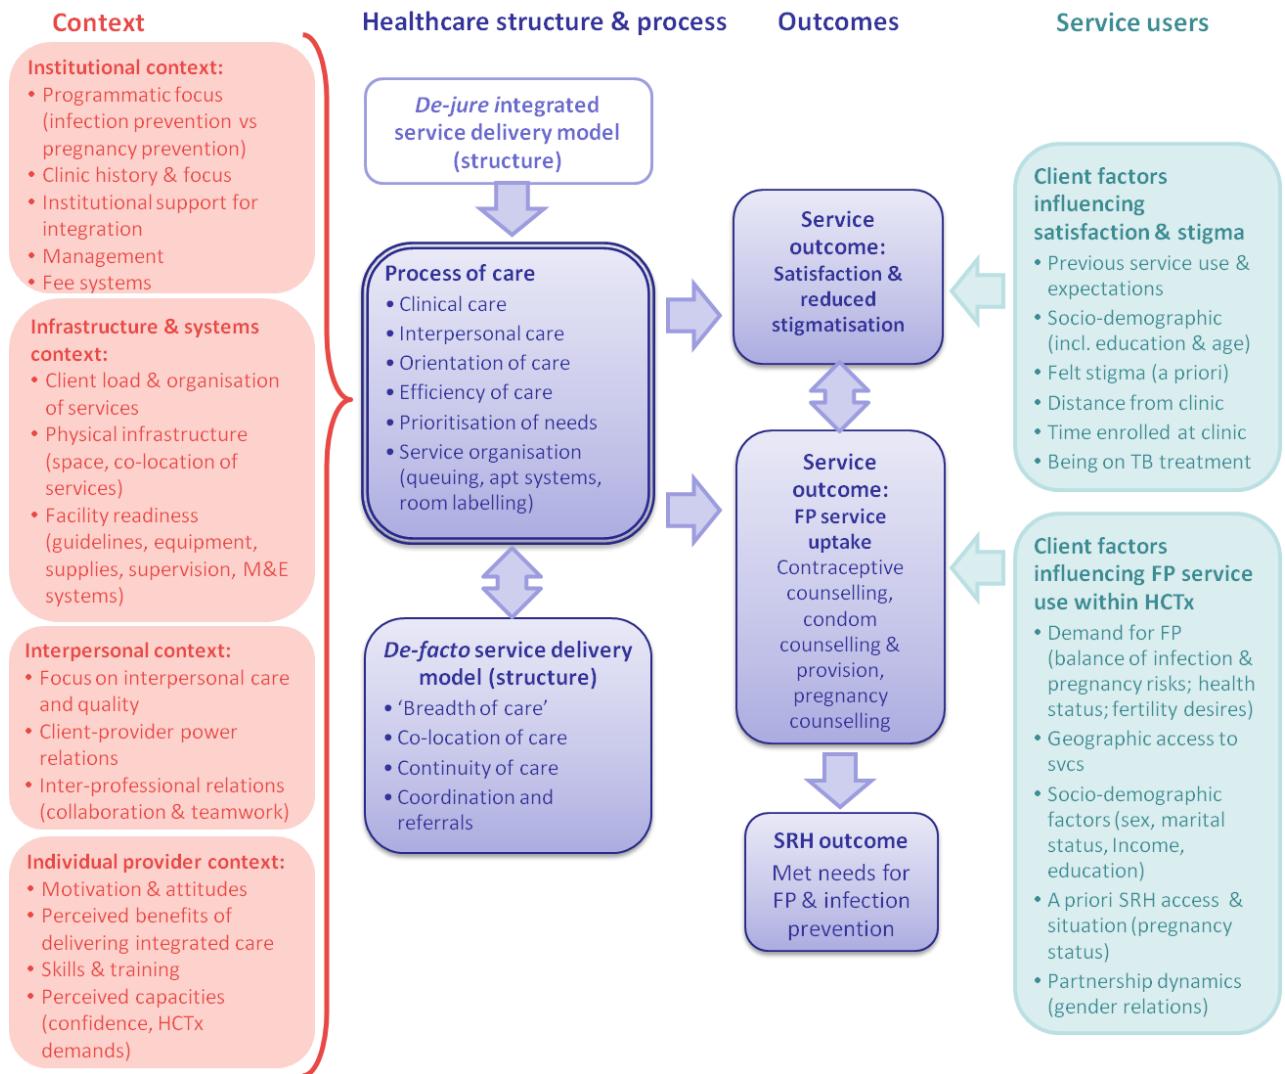 Context
Institutional context:
• Programmatic focus
(infection prevention vs
pregnancy prevention)
• Clinic history & focus
• Institutional support for
integration
• Management
• Fee systems
Infrastructure & systems
context:
• Client load & organisation
of services
• Physical infrastructure
(space, co-location of
services)
• Facility readiness
(guidelines, equipment,
supplies, supervision, M&E
systems)
Interpersonal context:
• Focus on interpersonal care
and quality
• Client-provider power
relations
• Inter-professional relations
(collaboration & teamwork)
Individual provider context:
• Motivation & attitudes
• Perceived benefits of
delivering integrated care
• Skills & training
• Perceived capacities
(confidence, HCTx
demands)
Healthcare structure & process
De-jure integrated
service delivery model
(structure)
Process of care
• Clinical care
• Interpersonal care
• Orientation of care
• Efficiency of care
• Prioritisation of needs
• Service organisation
(queuing, apt systems,
room labelling)
De-facto service delivery
model (structure)
• ‘Breadth of care’
• Co-location of care
• Continuity of care
• Coordination and
referrals
Outcomes
Service
outcome:
Satisfaction &
reduced
stigmatisation
Service
outcome:
FP service
uptake
Contraceptive
counselling,
condom
counselling &
provision,
pregnancy
counselling
SRH outcome
Met needs for
FP & infection
prevention
Service users
Client factors
influencing
satisfaction & stigma
• Previous service use &
expectations
• Socio-demographic
(incl. education & age)
• Felt stigma (a priori)
• Distance from clinic
• Time enrolled at clinic
• Being on TB treatment
Client factors
influencing FP service
use within HCTx
• Demand for FP
(balance of infection &
pregnancy risks; health
status; fertility desires)
• Geographic access to
svcs
• Socio-demographic
factors (sex, marital
status, Income,
education)
• A priori SRH access &
situation (pregnancy
status)
• Partnership dynamics
(gender relations)